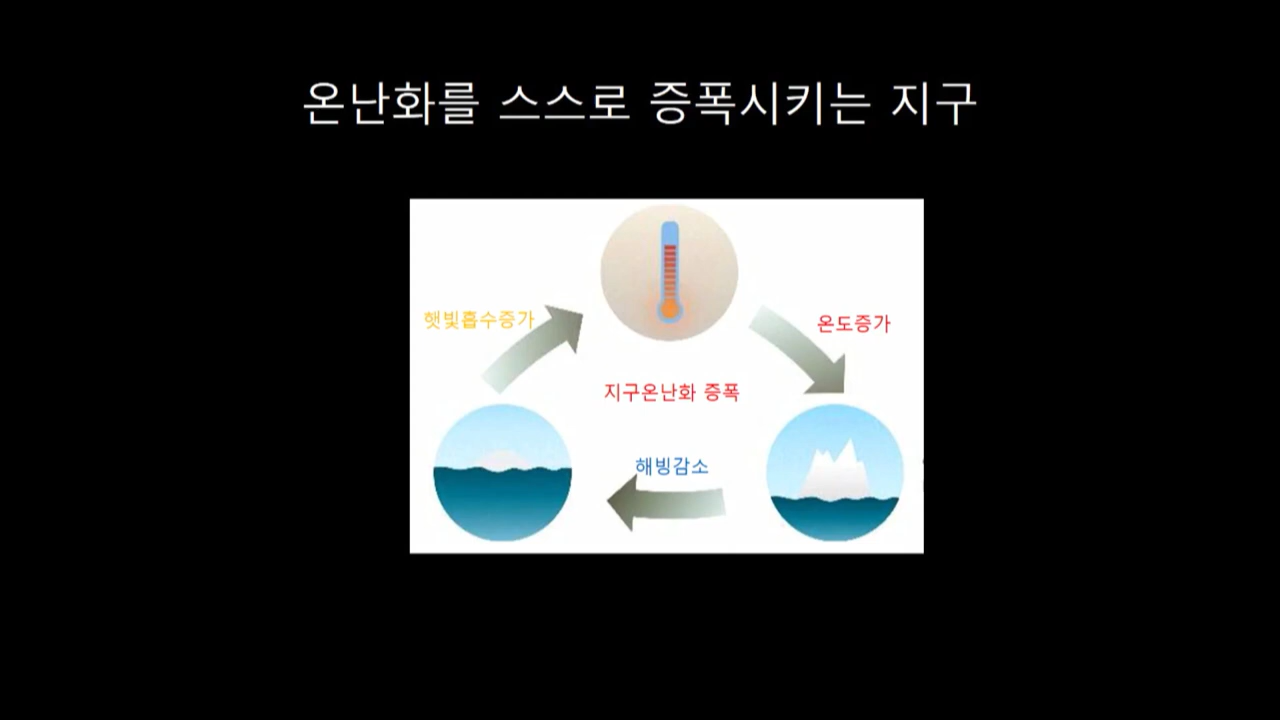 온난화를 스스로 증폭시키는 지구
햇빛흡수증가
온도증가
지구온난화 증폭
해빙감소